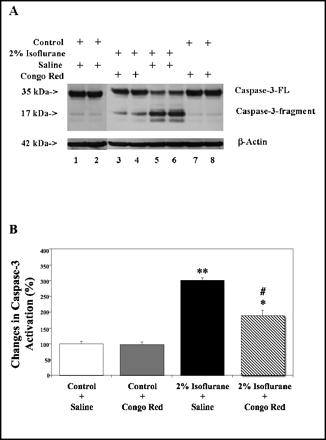 A
Control + + + +
2% Isoflurane + + + +
Saline + + + +
Congo Red + + + +
35 kDa-> Caspase-3-FL
17 kDa-> Caspase-3-fragment
42 kDa-> β-Actin
1 2 3 4 5 6 7 8
B
Changes in Caspase-3
Activation (%)
400
350
300
250
200
150
100
50
0
**
#
*
Control
+
Saline
Control
+
Congo Red
2% Isoflurane
+
Saline
2% Isoflurane
+
Congo Red